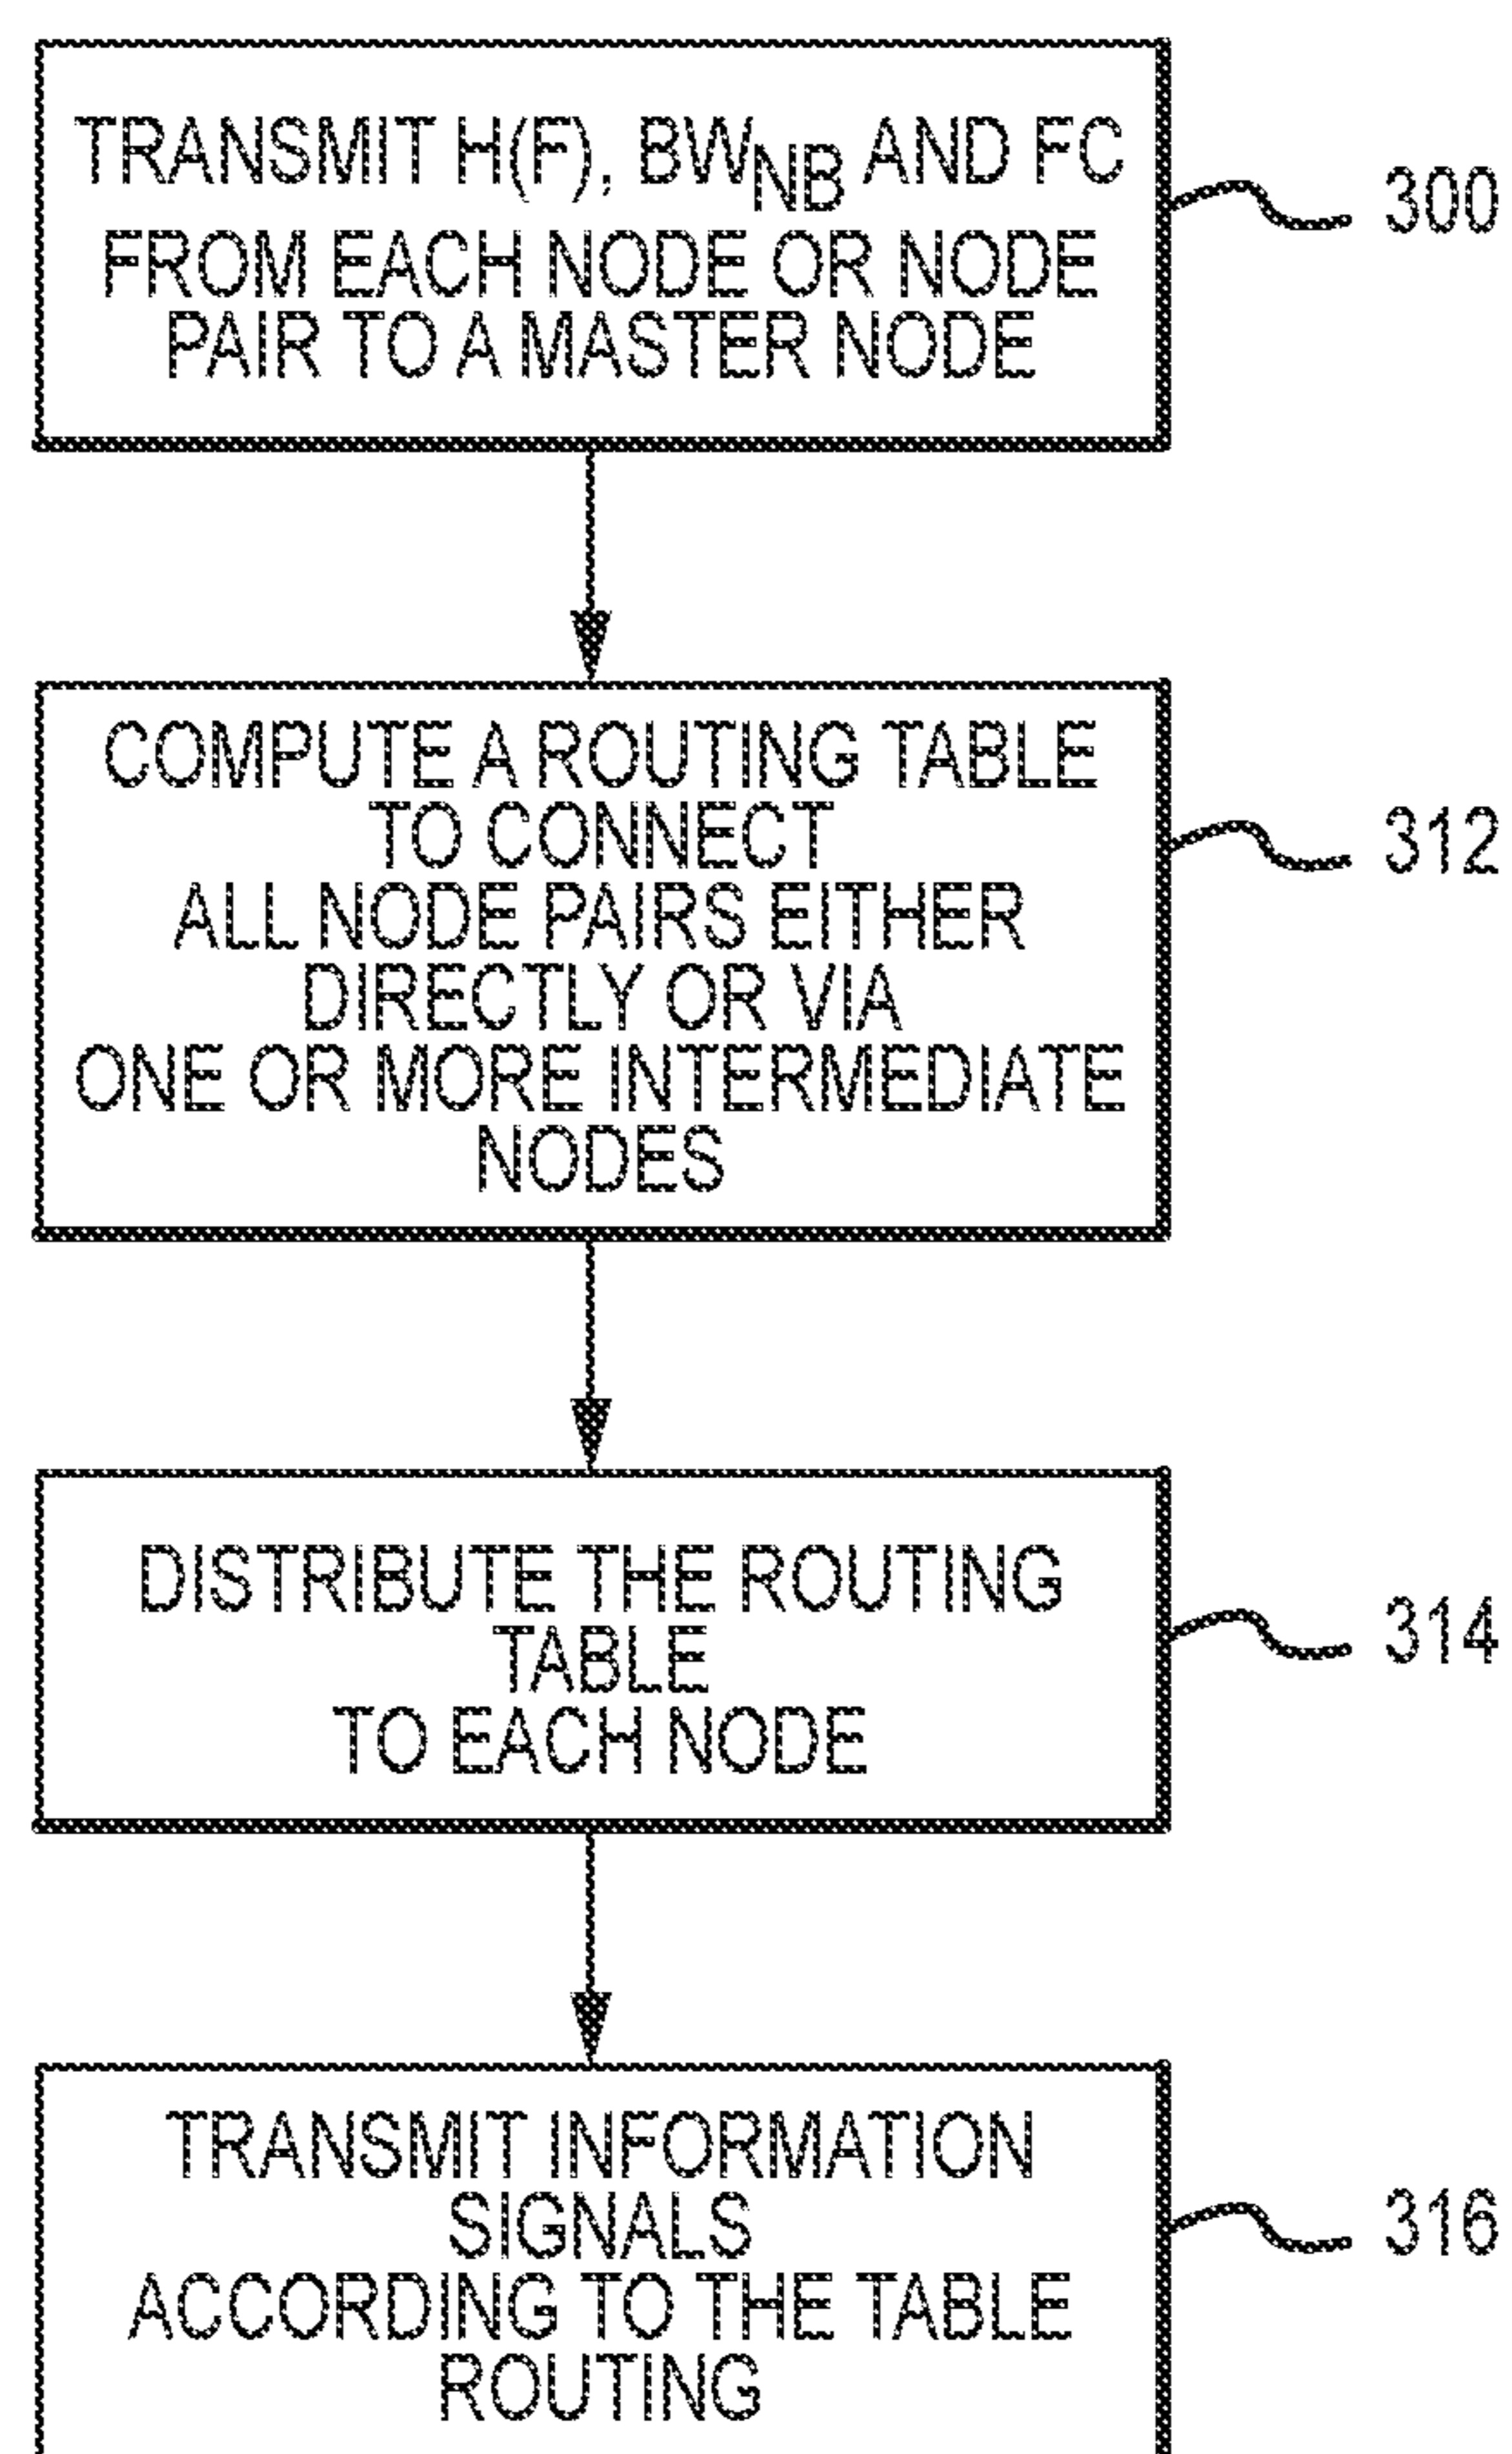 TRANSMIT H(F), BW_NB AND FC
FROM EACH NODE OR NODE
PAIR TO A MASTER NODE
300
COMPUTE A ROUTING TABLE
TO CONNECT
ALL NODE PAIRS EITHER
DIRECTLY OR VIA
ONE OR MORE INTERMEDIATE
NODES
312
DISTRIBUTE THE ROUTING
TABLE
TO EACH NODE
314
TRANSMIT INFORMATION
SIGNALS
ACCORDING TO THE TABLE
ROUTING
316